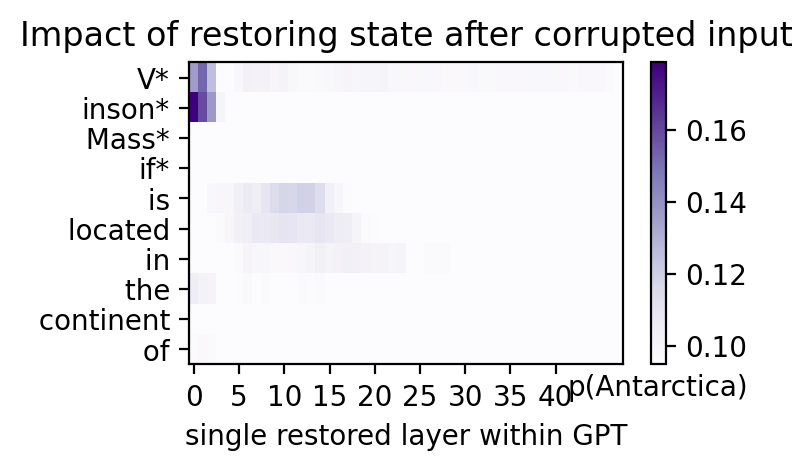 Impact of restoring state after corrupted input
V*
inson*
Mass*
if*
is
located
in
the
continent
of
0 5 10 15 20 25 30 35 40
single restored layer within GPT
0.16
0.14
0.12
0.10
p(Antarctica)